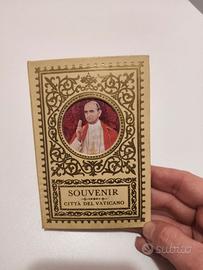 SOUVENIR
CITTÀ DEL VATICANO
Subito